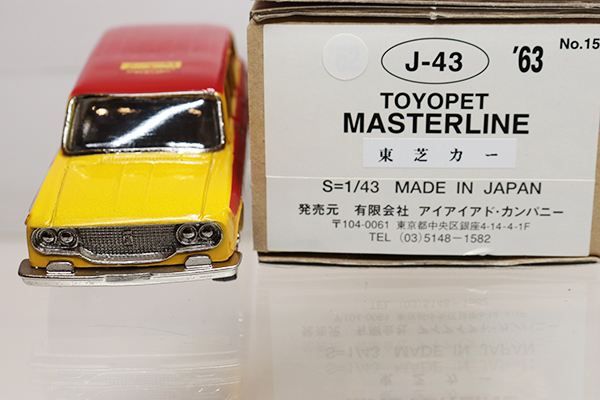 J-43
'63
No.15
TOYOPET
MASTERLINE
東芝カー
S=1/43 MADE IN JAPAN
発売元 有限会社 アイアイアド・カンパニー
〒104-0061 東京都中央区銀座4-14-4-1F
TEL (03)5148-1582